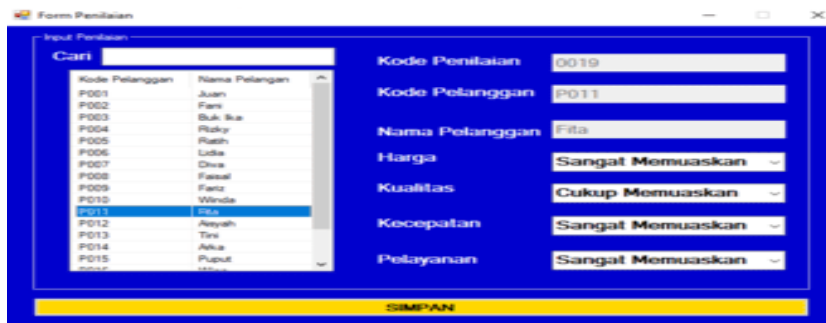 Form Penilaian
Input Penilaian
Cari
Kode Pelanggan Nama Pelangan
P001 Juan
P002 Fani
P003 Buk Ika
P004 Rizky
P005 Ratih
P006 Lidia
P007 Diva
P008 Faisal
P009 Fariz
P010 Winda
P011 Fita
P012 Aisyah
P013 Tini
P014 Arka
P015 Puput
Kode Penilaian 0019
Kode Pelanggan P011
Nama Pelanggan Fita
Harga Sangat Memuaskan
Kualitas Cukup Memuaskan
Kecepatan Sangat Memuaskan
Pelayanan Sangat Memuaskan
SIMPAN